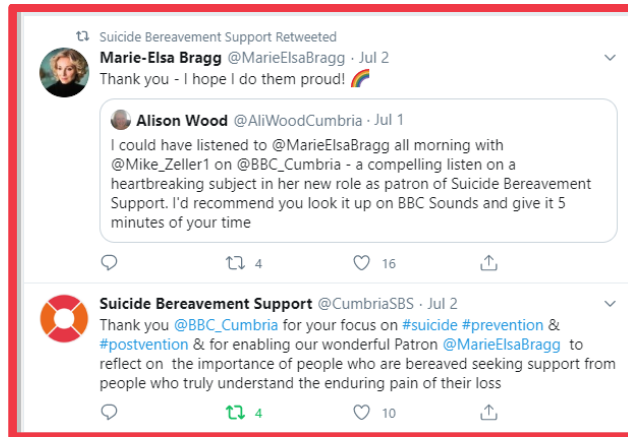 Suicide Bereavement Support Retweeted
Marie-Elsa Bragg @MarieElsaBragg · Jul 2
Thank you - I hope I do them proud! 🌈
Alison Wood @AliWoodCumbria · Jul 1
I could have listened to @MarieElsaBragg all morning with
@Mike_Zeller1 on @BBC_Cumbria - a compelling listen on a
heartbreaking subject in her new role as patron of Suicide Bereavement
Support. I'd recommend you look it up on BBC Sounds and give it 5
minutes of your time
4 16
Suicide Bereavement Support @CumbriaSBS · Jul 2
Thank you @BBC_Cumbria for your focus on #suicide #prevention &
#postvention & for enabling our wonderful Patron @MarieElsaBragg to
reflect on the importance of people who are bereaved seeking support from
people who truly understand the enduring pain of their loss
4 10